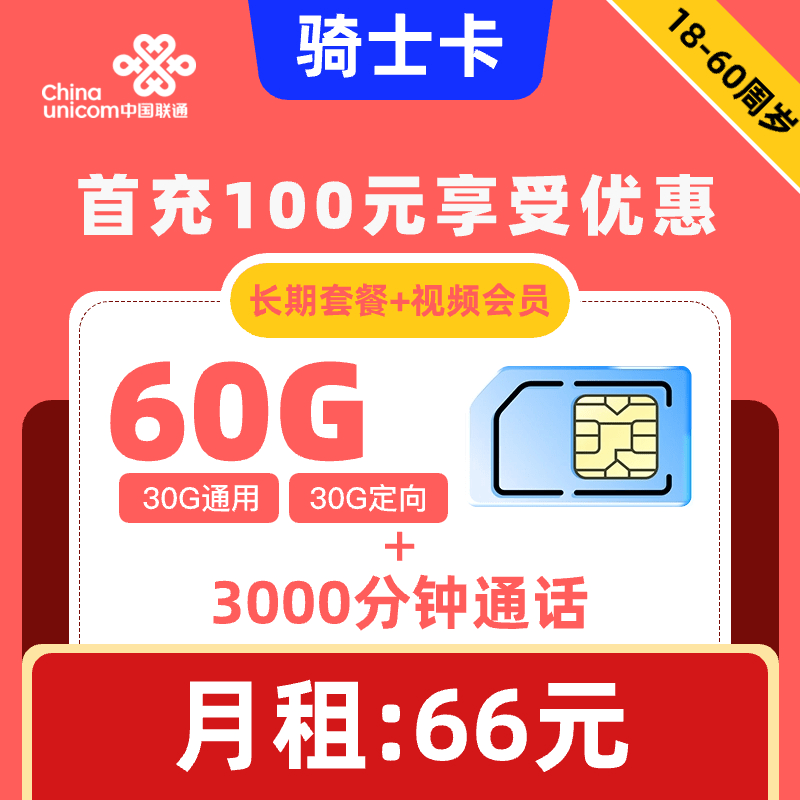 骑士卡
18-60周岁
China
unicom中国联通
首充100元享受优惠
长期套餐+视频会员
60G
30G通用 30G定向
+
3000分钟通话
月租:66元